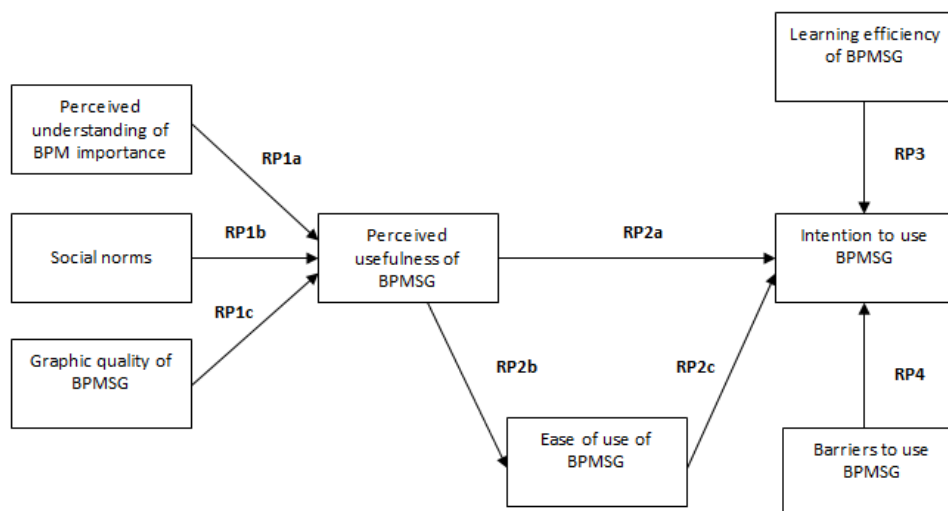 Learning efficiency
of BPMSG
Perceived
understanding of
BPM importance
RP1a
RP3
Social norms
RP1b
Perceived
usefulness of
BPMSG
RP2a
Intention to use
BPMSG
RP1c
Graphic quality of
BPMSG
RP2b
RP2c
RP4
Ease of use of
BPMSG
Barriers to use
BPMSG